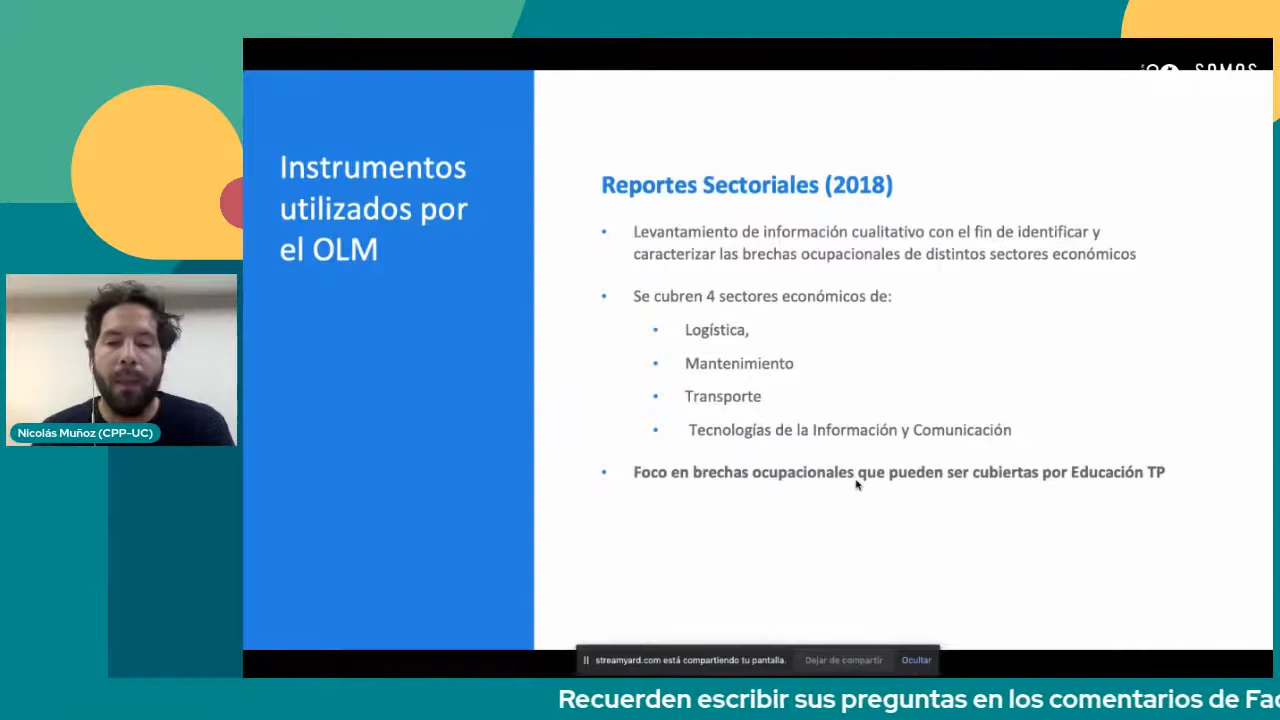 SOMOS
Instrumentos
utilizados por
el OLM
Reportes Sectoriales (2018)
• Levantamiento de información cualitativo con el fin de identificar y
caracterizar las brechas ocupacionales de distintos sectores económicos
• Se cubren 4 sectores económicos de:
• Logística,
• Mantenimiento
• Transporte
• Tecnologías de la Información y Comunicación
• Foco en brechas ocupacionales que pueden ser cubiertas por Educación TP
Nicolás Muñoz (CPP-UC)
streamyard.com está compartiendo tu pantalla. Dejar de compartir Ocultar
Recuerden escribir sus preguntas en los comentarios de Fac